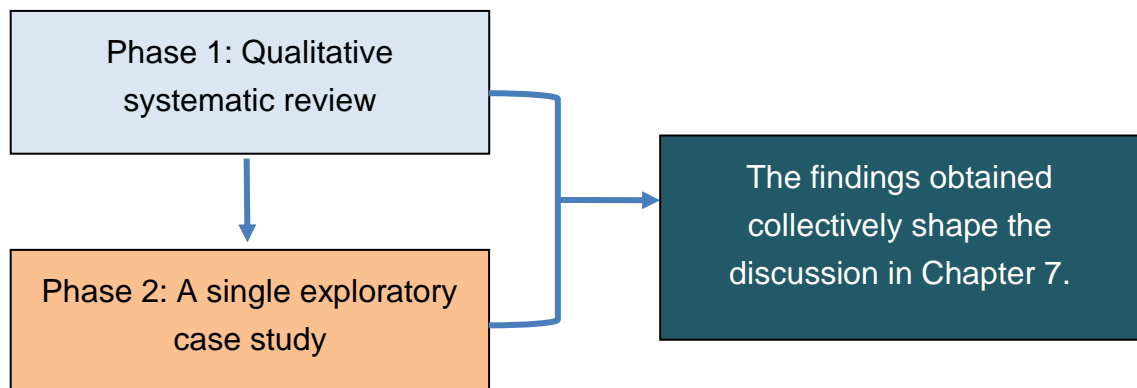 Phase 1: Qualitative
systematic review
Phase 2: A single exploratory
case study
The findings obtained
collectively shape the
discussion in Chapter 7.